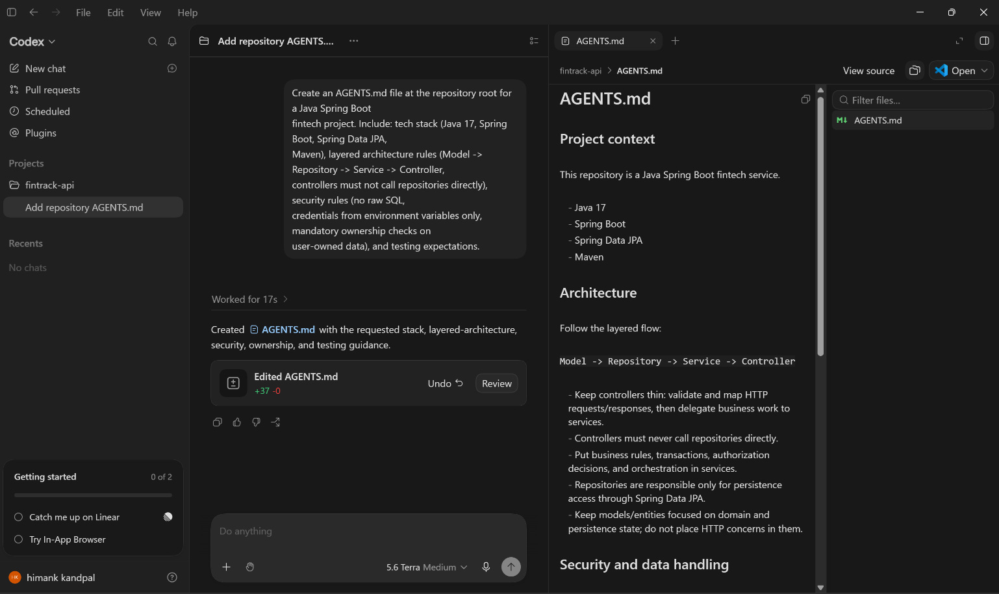 File Edit View Help
Codex
New chat
Pull requests
Scheduled
Plugins
Projects
fintrack-api
Add repository AGENTS.md
Recents
No chats
Getting started 0 of 2
Catch me up on Linear
Try In-App Browser
HK himank kandpal
Add repository AGENTS....
Create an AGENTS.md file at the repository root for
a Java Spring Boot
fintech project. Include: tech stack (Java 17, Spring
Boot, Spring Data JPA,
Maven), layered architecture rules (Model ->
Repository -> Service -> Controller,
controllers must not call repositories directly),
security rules (no raw SQL,
credentials from environment variables only,
mandatory ownership checks on
user-owned data), and testing expectations.
Worked for 17s
Created AGENTS.md with the requested stack, layered-architecture,
security, ownership, and testing guidance.
Edited AGENTS.md
+37 -0
Undo
Review
Do anything
5.6 Terra Medium
AGENTS.md
fintrack-api > AGENTS.md
View source
Open
AGENTS.md
Project context
This repository is a Java Spring Boot fintech service.
- Java 17
- Spring Boot
- Spring Data JPA
- Maven
Architecture
Follow the layered flow:
Model -> Repository -> Service -> Controller
- Keep controllers thin: validate and map HTTP
requests/responses, then delegate business work to
services.
- Controllers must never call repositories directly.
- Put business rules, transactions, authorization
decisions, and orchestration in services.
- Repositories are responsible only for persistence
access through Spring Data JPA.
- Keep models/entities focused on domain and
persistence state; do not place HTTP concerns in them.
Security and data handling
Filter files...
M↓ AGENTS.md